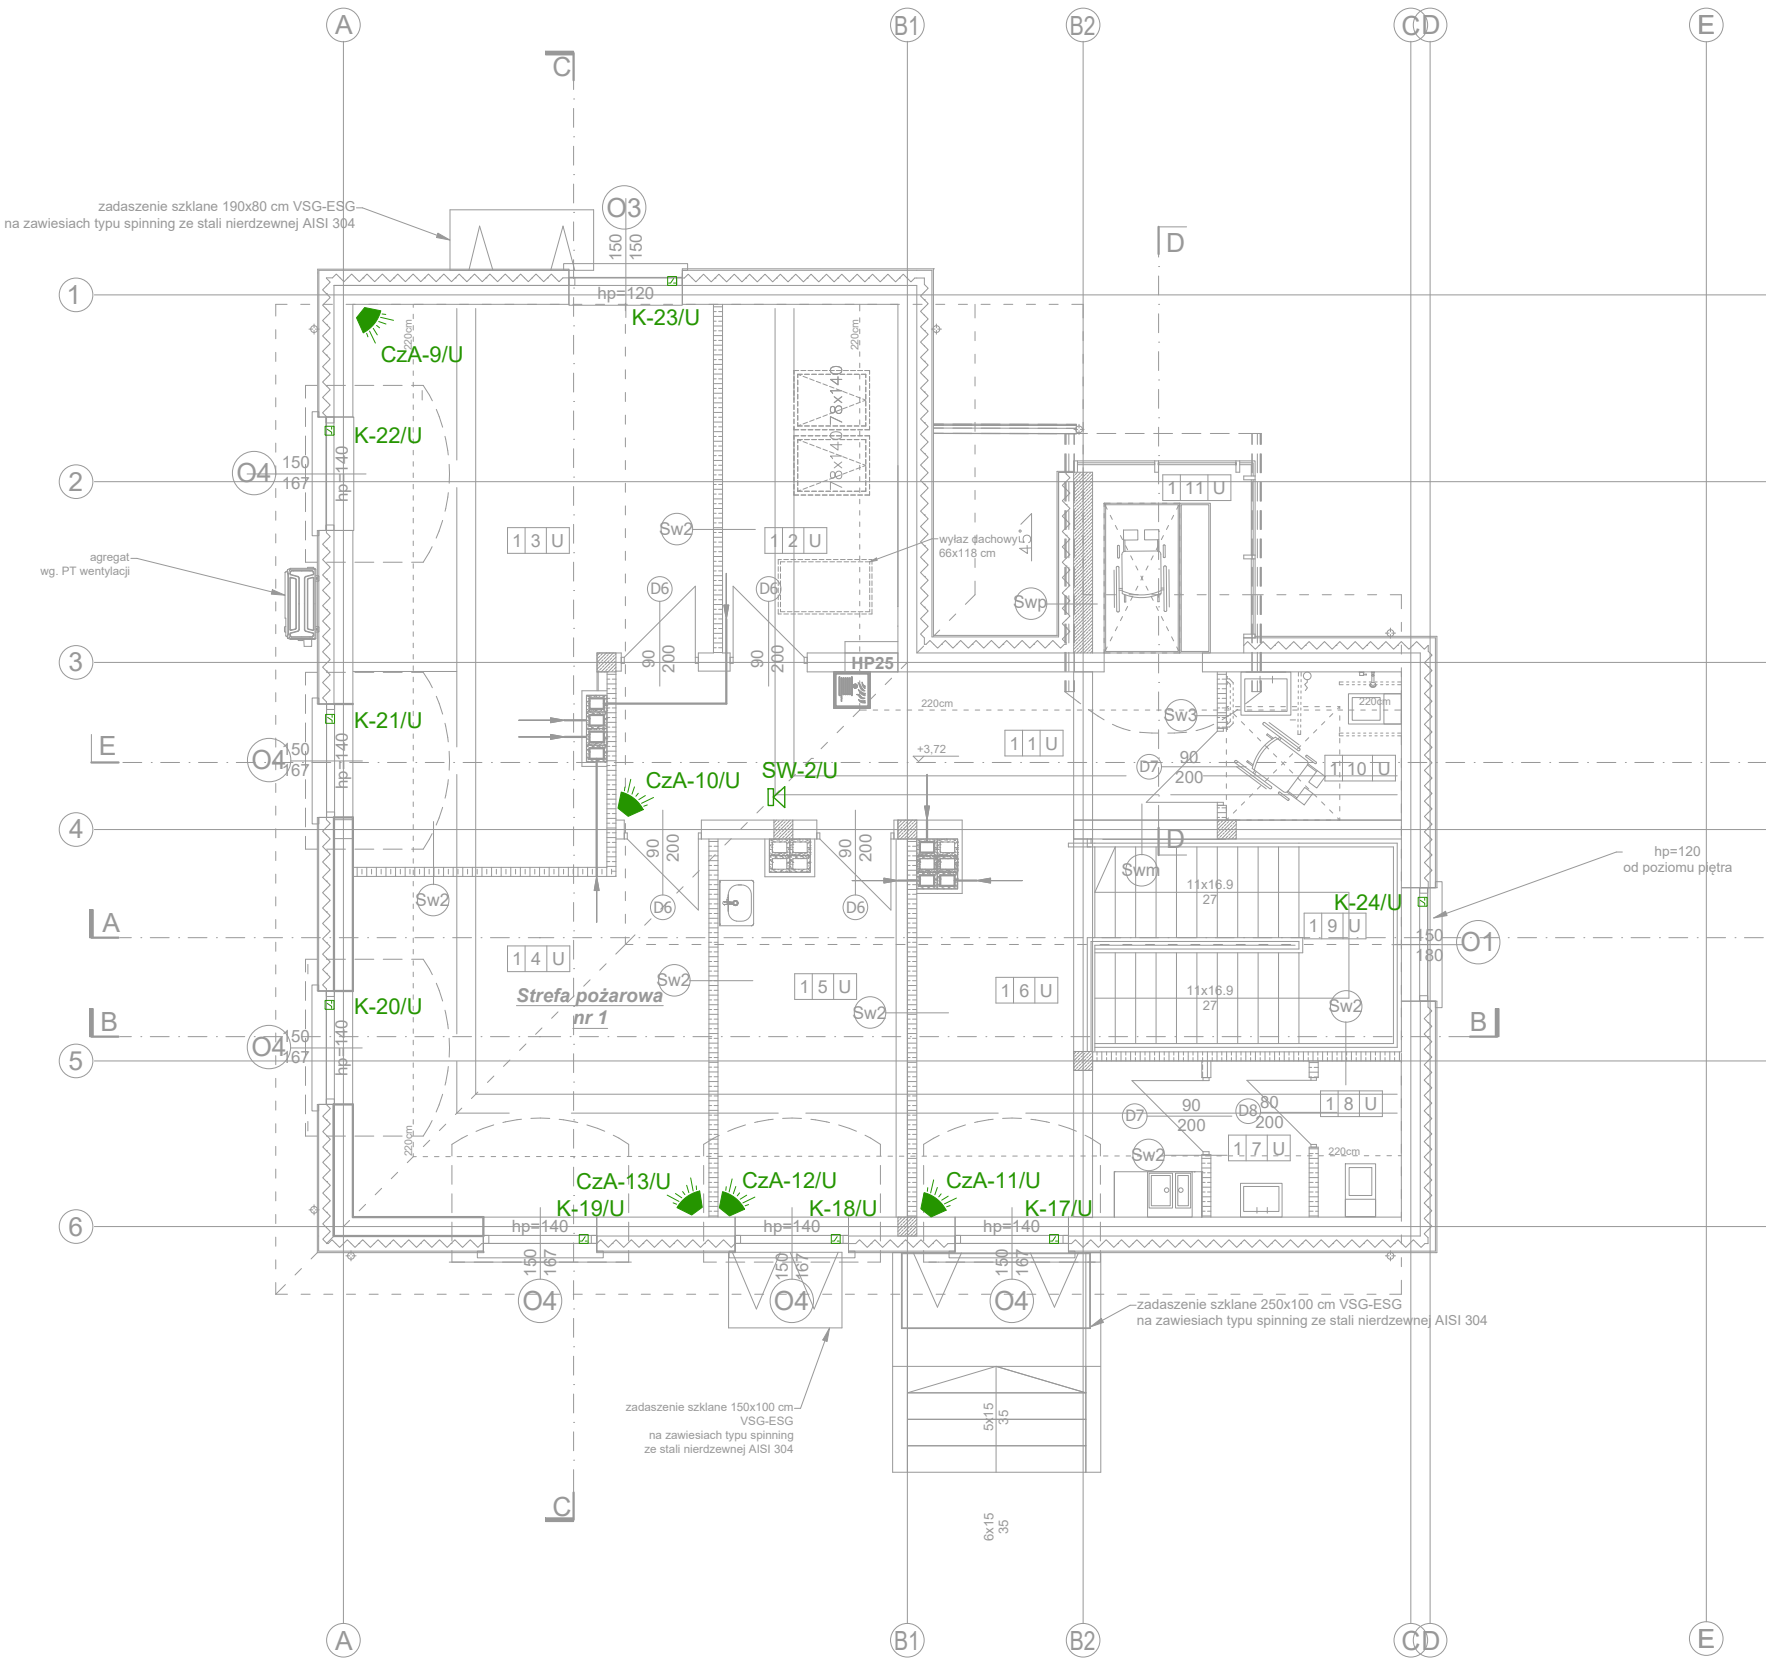 A
B1
B2
C
D
E
C
zadaszenie szklane 190x80 cm VSG-ESG
na zawiesiach typu spinning ze stali nierdzewnej AISI 304
O3
150
150
D
1
hp=120
K-23/U
CzA-9/U
220cm
220cm
78x140
78x140
K-22/U
O4
150
167
hp=140
2
1 11 U
Sw2
1 3 U
1 2 U
wyłaz dachowy
66x118 cm
45°
agregat
wg. PT wentylacji
D6
D6
Swp
3
90
200
90
200
HP25
220cm
220cm
K-21/U
Sw3
E
O4
150
167
hp=140
+3,72
1 1 U
D7
90
200
1 10 U
CzA-10/U
SW-2/U
4
90
200
90
200
D
Swm
hp=120
od poziomu piętra
11x16.9
27
K-24/U
Sw2
D6
D6
A
1 9 U
O1
150
180
1 4 U
Sw2
1 5 U
1 6 U
Strefa pożarowa
nr 1
11x16.9
27
K-20/U
Sw2
Sw2
B
B
O4
150
167
hp=140
5
D7
90
200
D8
80
200
1 8 U
220cm
Sw2
1 7 U
220cm
CzA-13/U
CzA-12/U
CzA-11/U
K-19/U
K-18/U
K-17/U
6
hp=140
hp=140
hp=140
150
167
150
167
150
167
O4
O4
O4
zadaszenie szklane 250x100 cm VSG-ESG
na zawiesiach typu spinning ze stali nierdzewnej AISI 304
zadaszenie szklane 150x100 cm
VSG-ESG
na zawiesiach typu spinning
ze stali nierdzewnej AISI 304
5x15
35
C
6x15
35
A
B1
B2
C
D
E